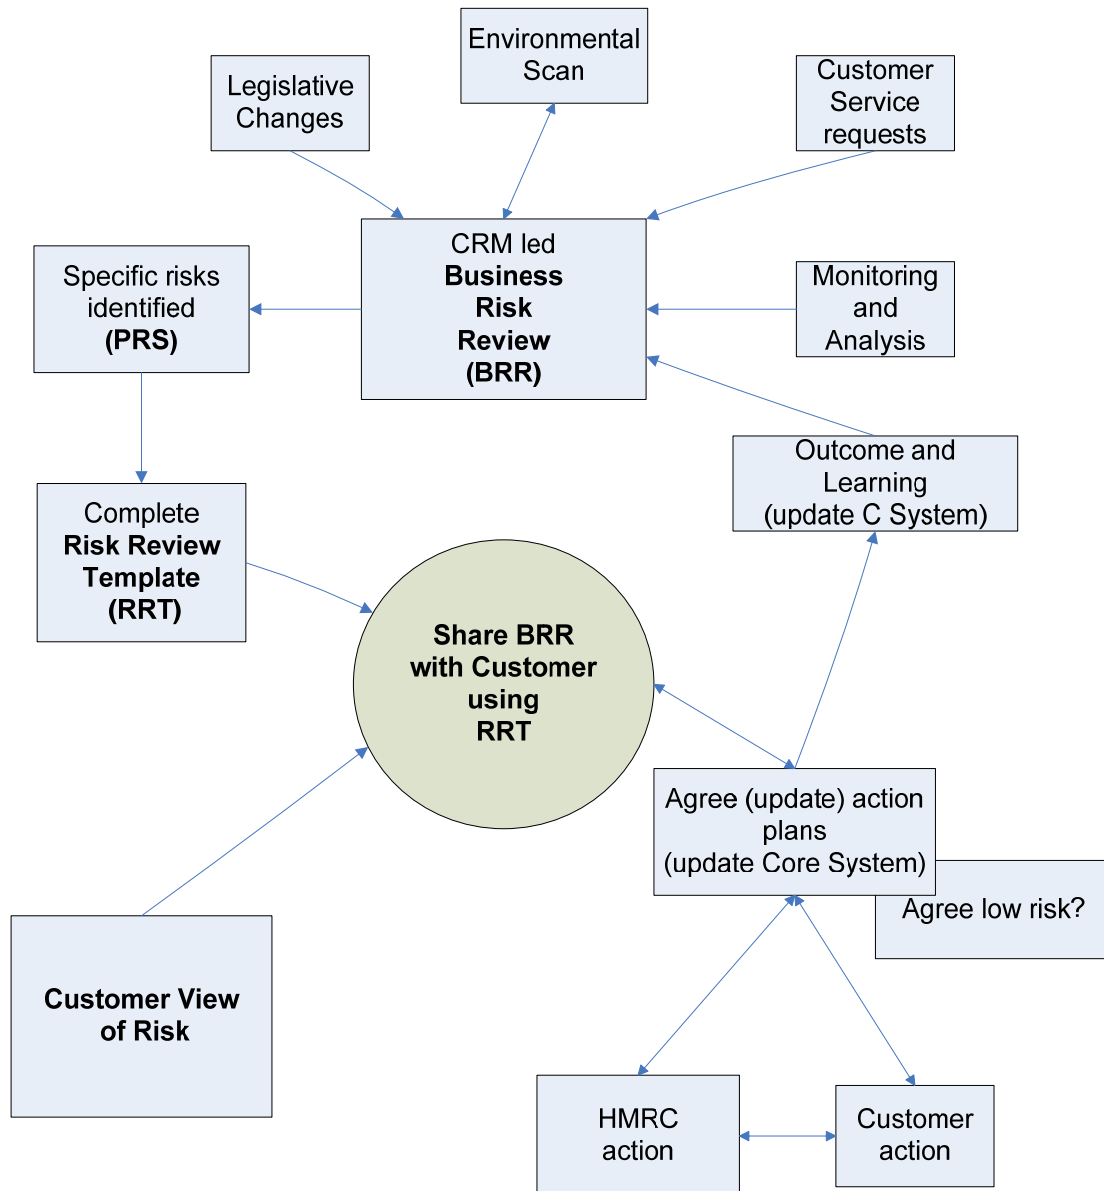 Environmental
Scan
Legislative
Changes
Customer
Service
requests
CRM led
Business
Risk
Review
(BRR)
Specific risks
identified
(PRS)
Monitoring
and
Analysis
Outcome and
Learning
(update C System)
Complete
Risk Review
Template
(RRT)
Share BRR
with Customer
using
RRT
Agree (update) action
plans
(update Core System)
Agree low risk?
Customer View
of Risk
HMRC
action
Customer
action